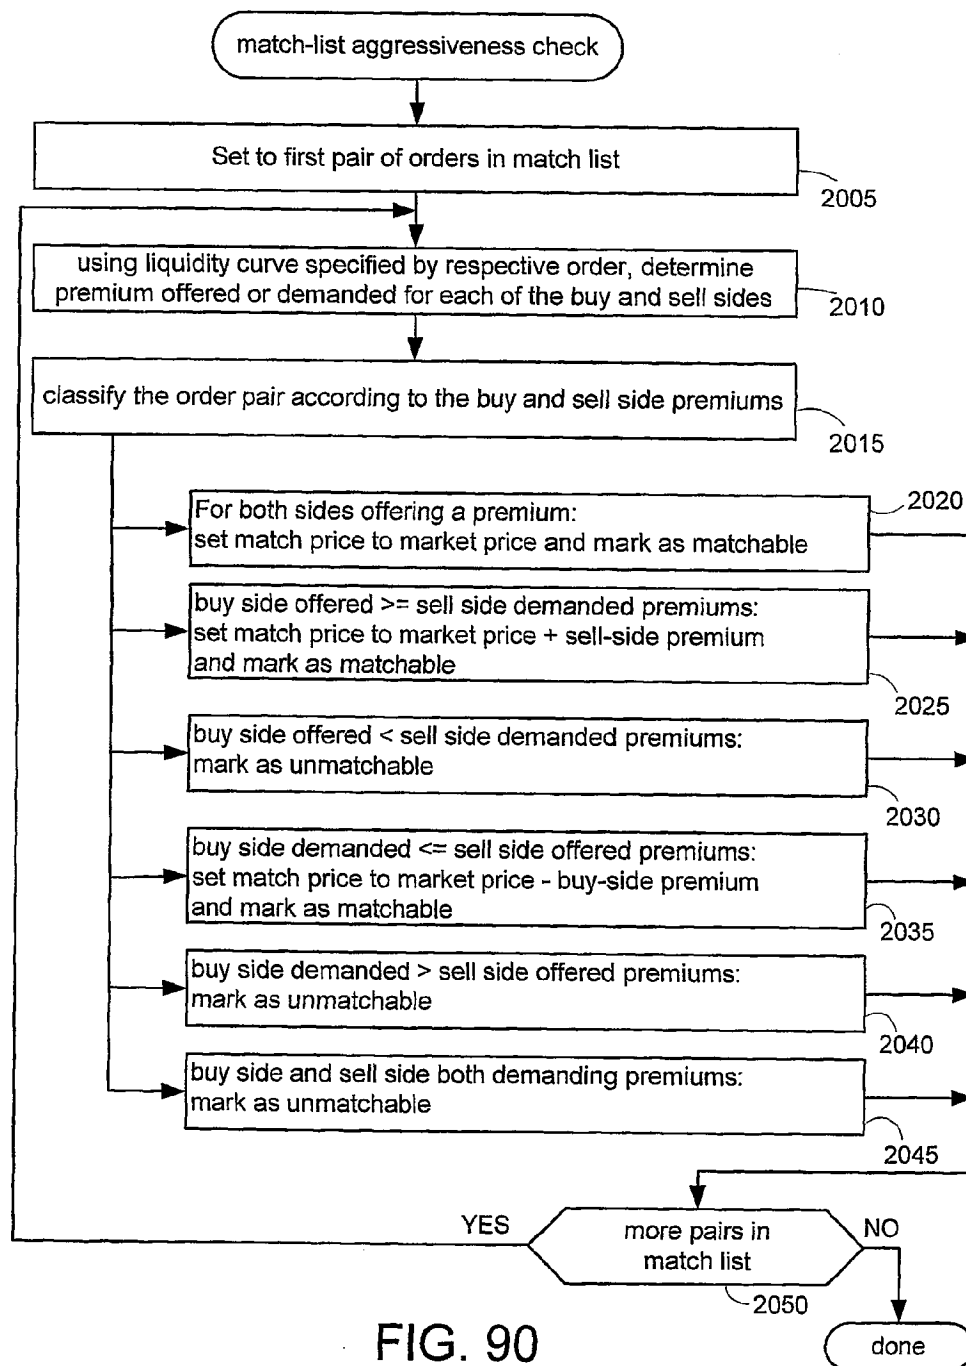 match-list aggressiveness check
Set to first pair of orders in match list
2005
using liquidity curve specified by respective order, determine
premium offered or demanded for each of the buy and sell sides
2010
classify the order pair according to the buy and sell side premiums
2015
2020
For both sides offering a premium:
set match price to market price and mark as matchable
buy side offered >= sell side demanded premiums:
set match price to market price + sell-side premium
and mark as matchable
2025
buy side offered < sell side demanded premiums:
mark as unmatchable
2030
buy side demanded <= sell side offered premiums:
set match price to market price - buy-side premium
and mark as matchable
2035
buy side demanded > sell side offered premiums:
mark as unmatchable
2040
buy side and sell side both demanding premiums:
mark as unmatchable
2045
YES
more pairs in
match list
NO
2050
FIG. 90
done